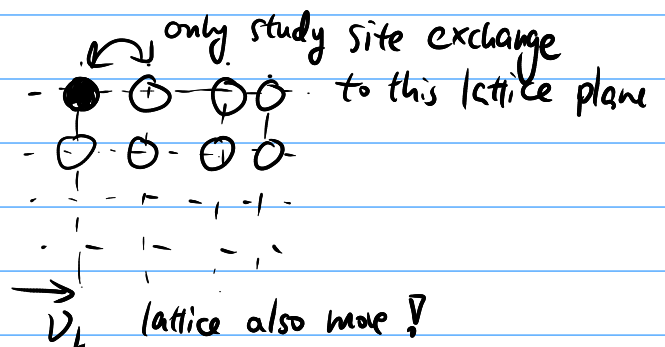 only study site exchange
to this lattice plane
V_L lattice also move!